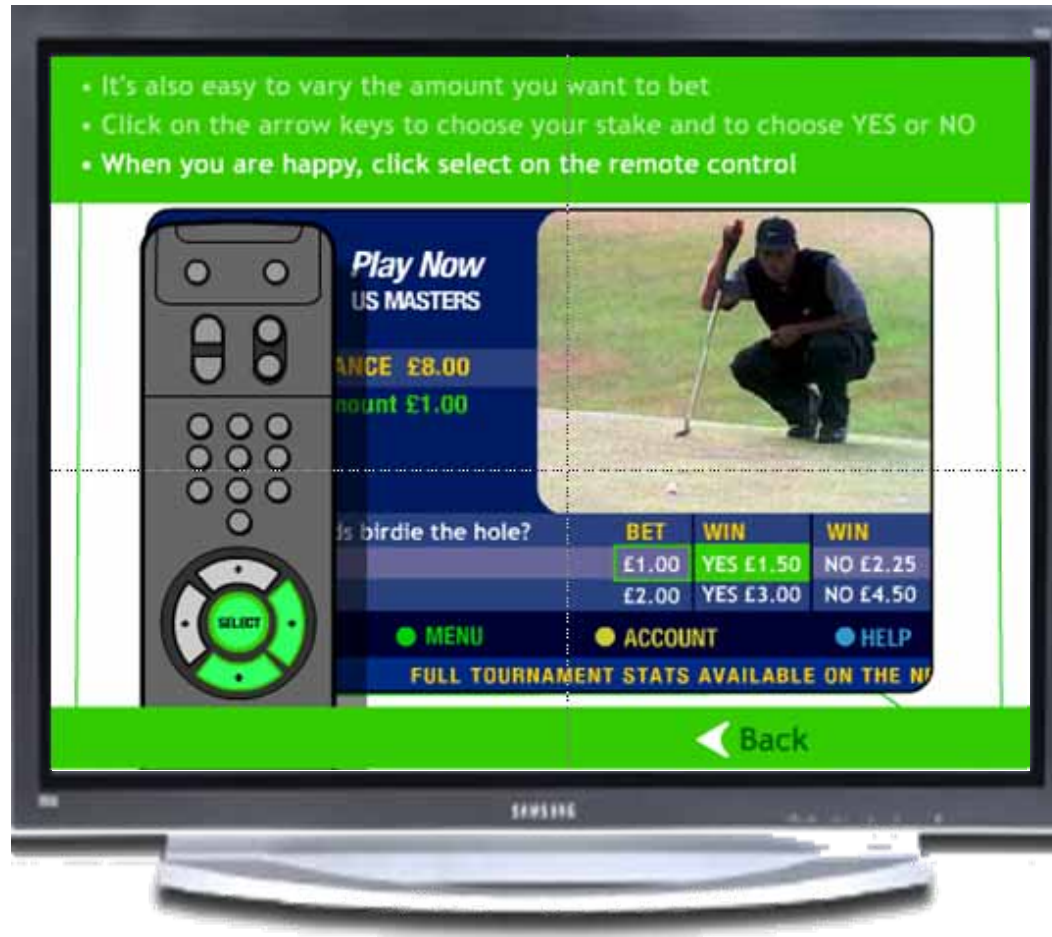 • It's also easy to vary the amount you want to bet
• Click on the arrow keys to choose your stake and to choose YES or NO
• When you are happy, click select on the remote control
Play Now
US MASTERS
ANCE £8.00
nount £1.00
ds birdie the hole?
BET WIN WIN
£1.00 YES £1.50 NO £2.25
£2.00 YES £3.00 NO £4.50
SELECT
MENU ACCOUNT HELP
FULL TOURNAMENT STATS AVAILABLE ON THE
Back
SAMSUNG